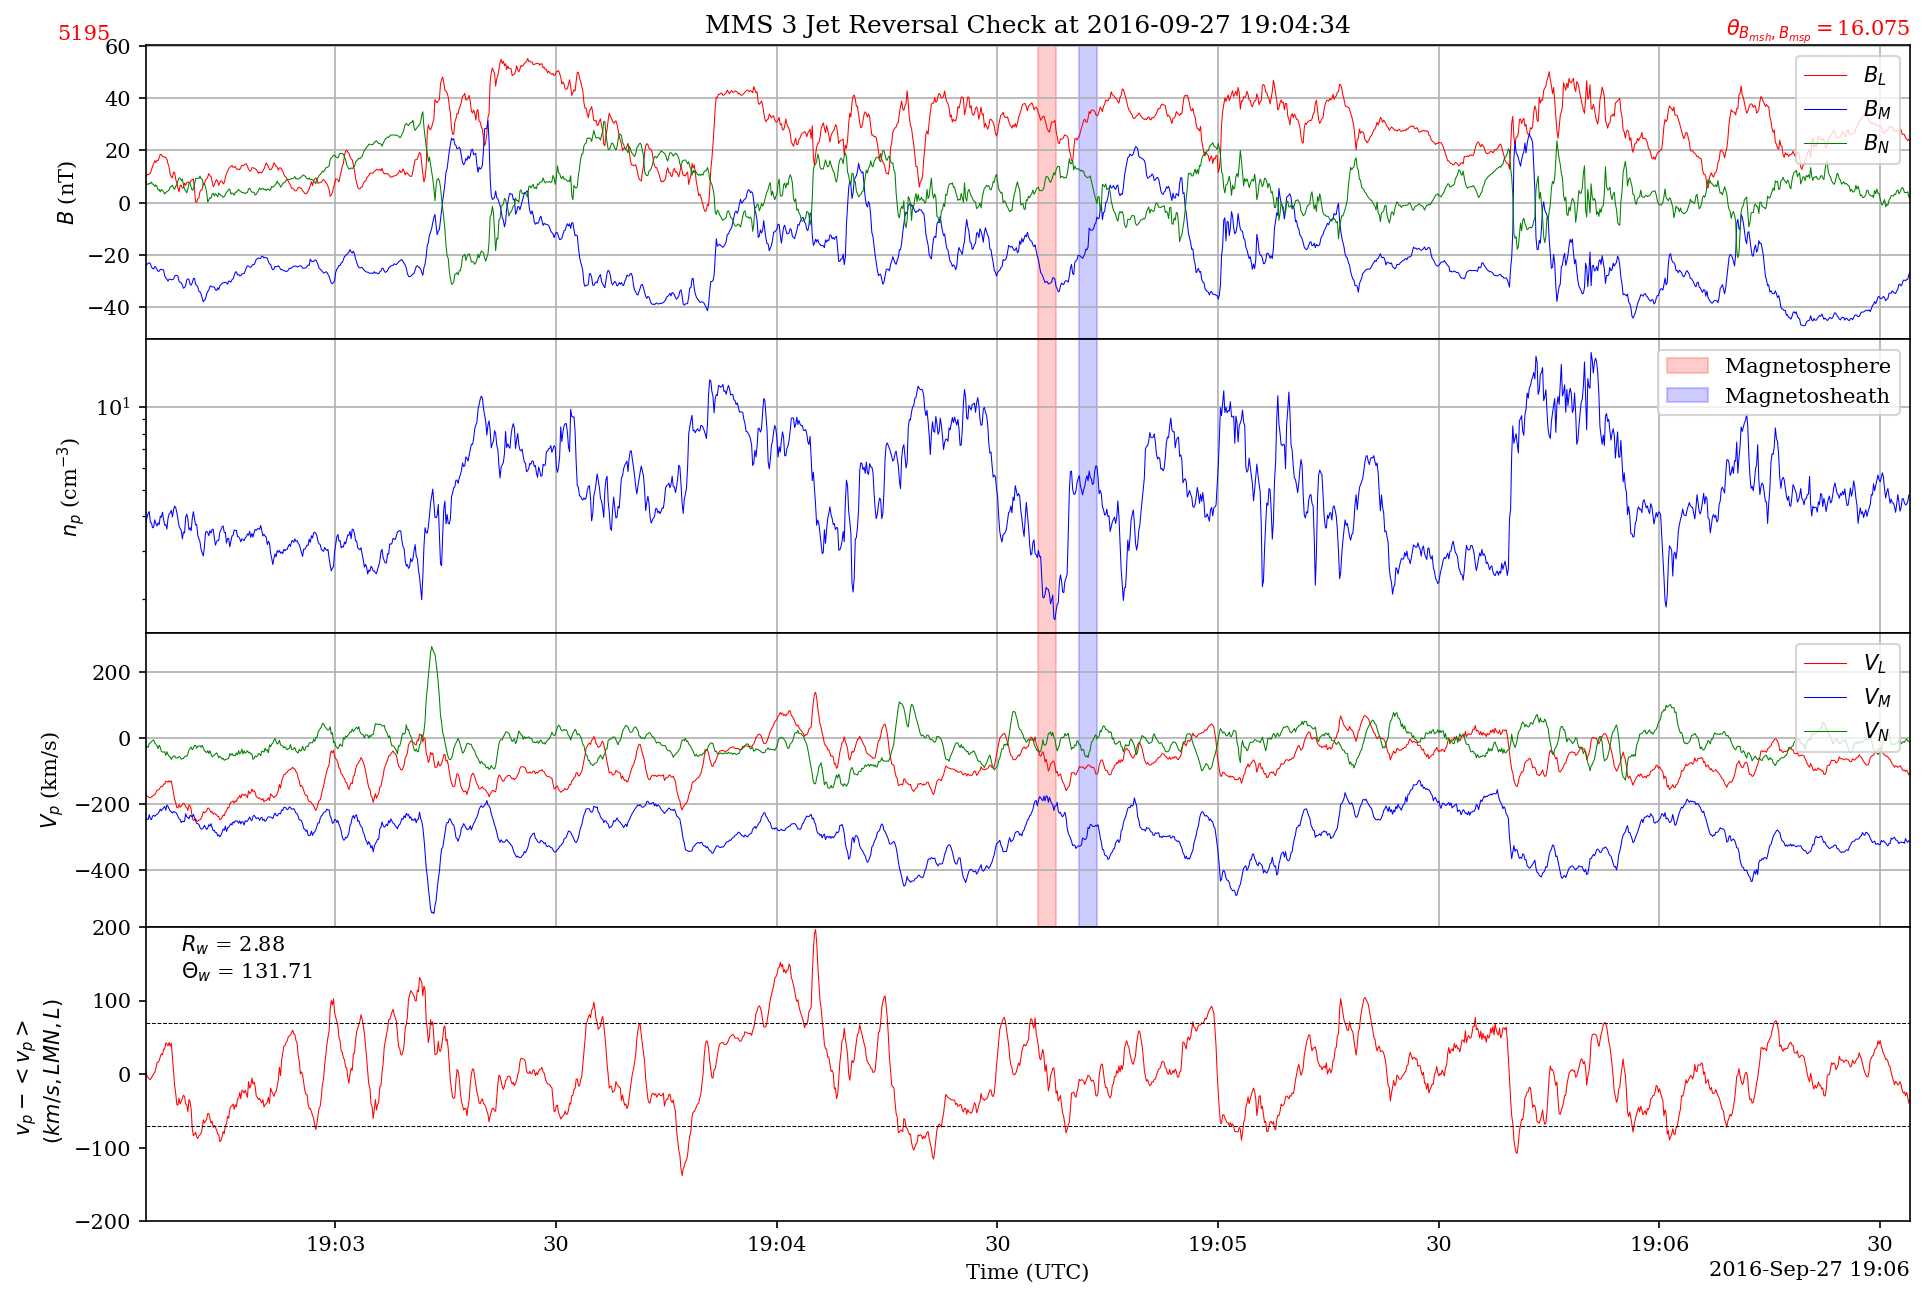 MMS 3 Jet Reversal Check at 2016-09-27 19:04:34
5195
θ_{B_{msh}, B_{msp}} = 16.075
60
40
20
0
−20
−40
B (nT)
B_L
B_M
B_N
10^1
n_p (cm^{−3})
Magnetosphere
Magnetosheath
200
0
−200
−400
V_p (km/s)
V_L
V_M
V_N
200
100
0
−100
−200
v_p − < v_p >
(km/s, LMN, L)
R_w = 2.88
Θ_w = 131.71
19:03
30
19:04
30
19:05
30
19:06
30
Time (UTC)
2016-Sep-27 19:06